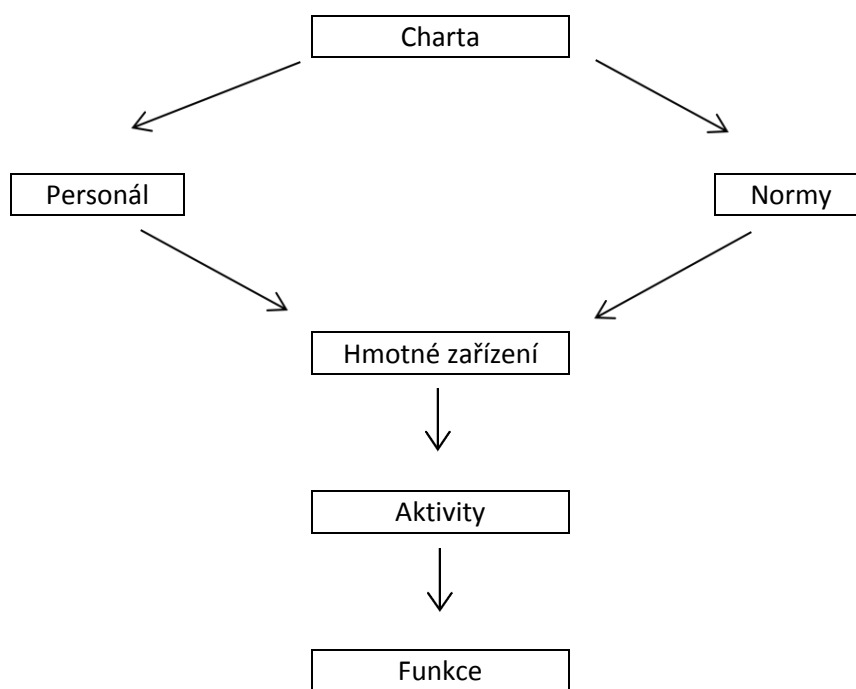 Charta
Personál
Normy
Hmotné zařízení
Aktivity
Funkce